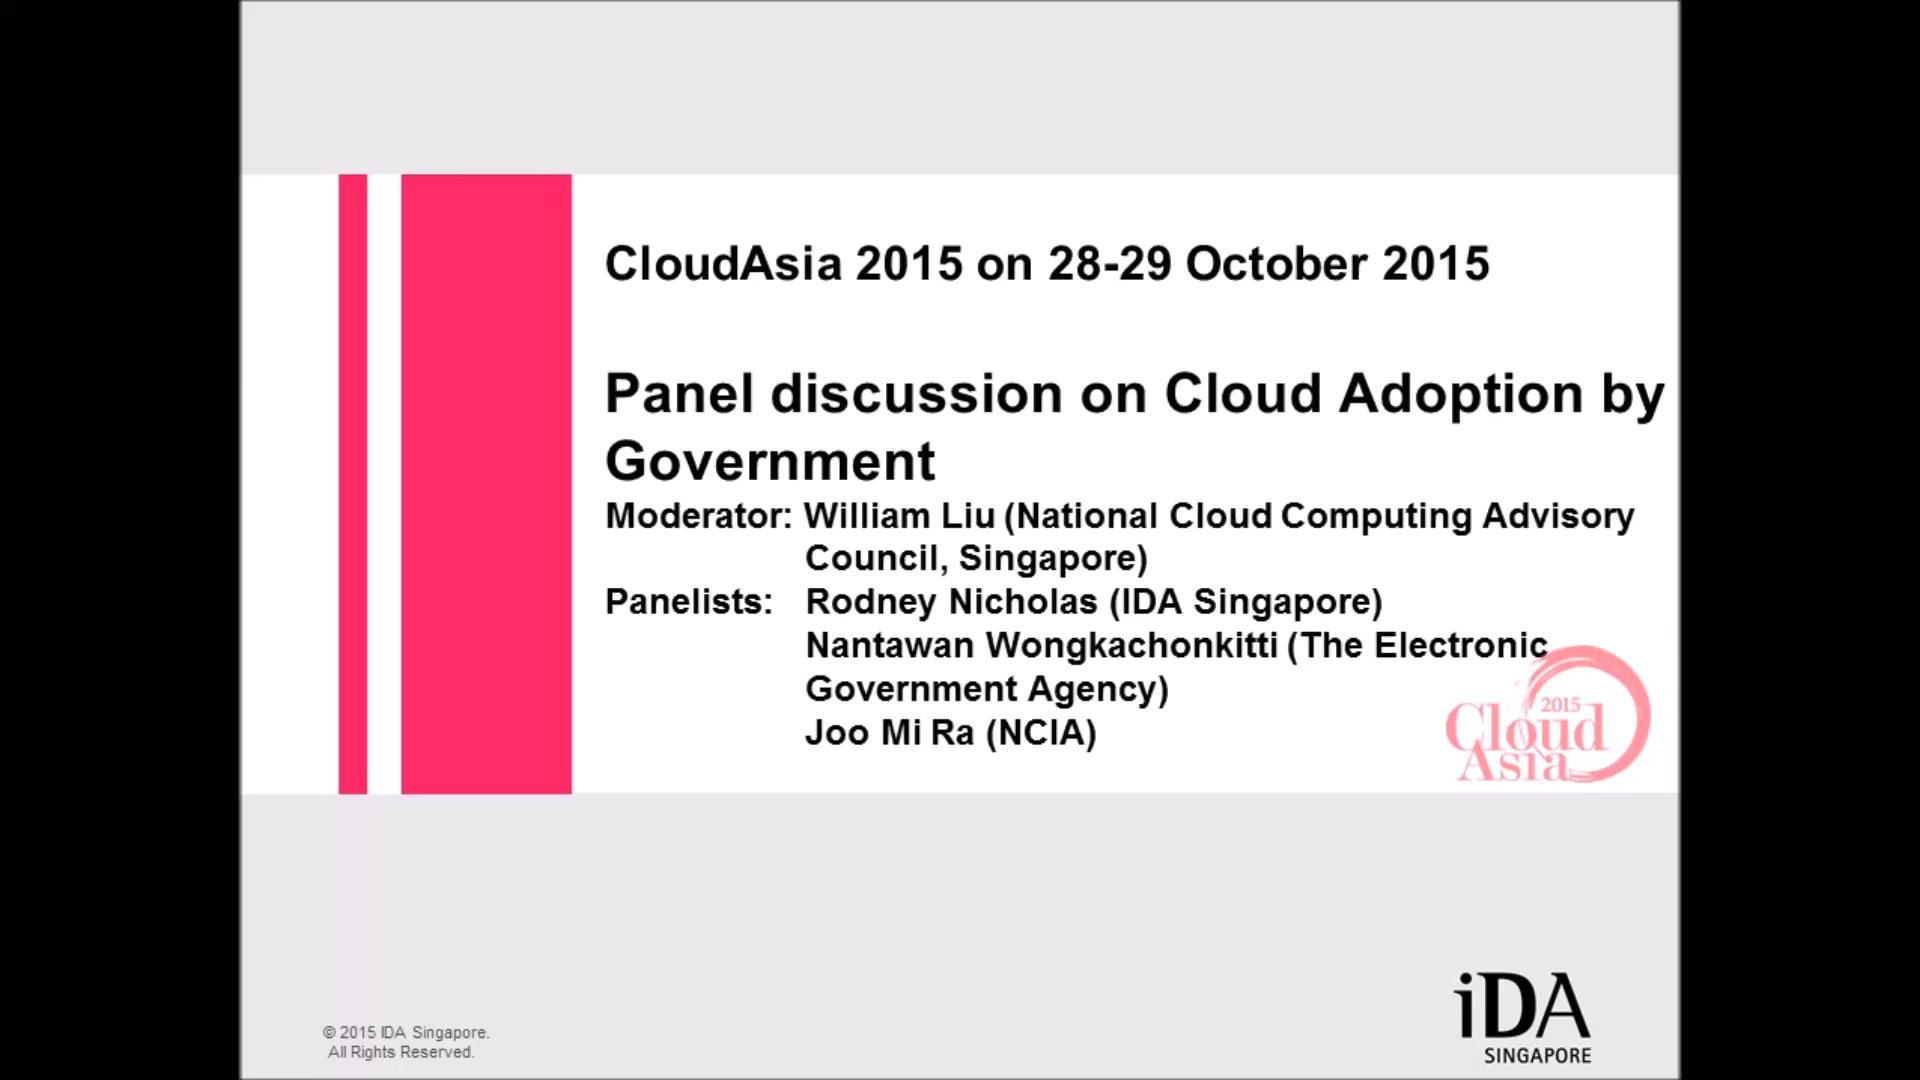 CloudAsia 2015 on 28-29 October 2015
Panel discussion on Cloud Adoption by
Government
Moderator: William Liu (National Cloud Computing Advisory
Council, Singapore)
Panelists: Rodney Nicholas (IDA Singapore)
Nantawan Wongkachonkitti (The Electronic
Government Agency)
Joo Mi Ra (NCIA)
2015
Cloud
Asia
iDA
SINGAPORE
© 2015 IDA Singapore.
All Rights Reserved.